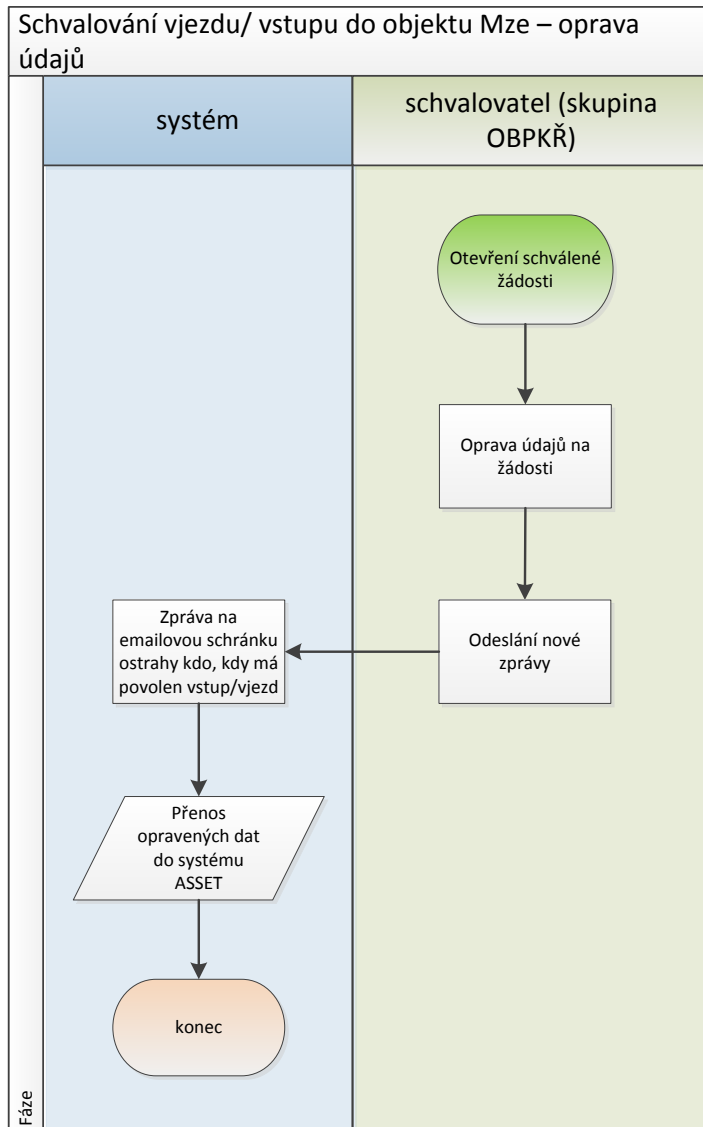 Schvalování vjezdu/ vstupu do objektu Mze – oprava
údajů
systém
schvalovatel (skupina
OBPKŘ)
Otevření schválené
žádosti
Oprava údajů na
žádosti
Odeslání nové
zprávy
Zpráva na
emailovou schránku
ostrahy kdo, kdy má
povolen vstup/vjezd
Přenos
opravených dat
do systému
ASSET
konec
Fáze